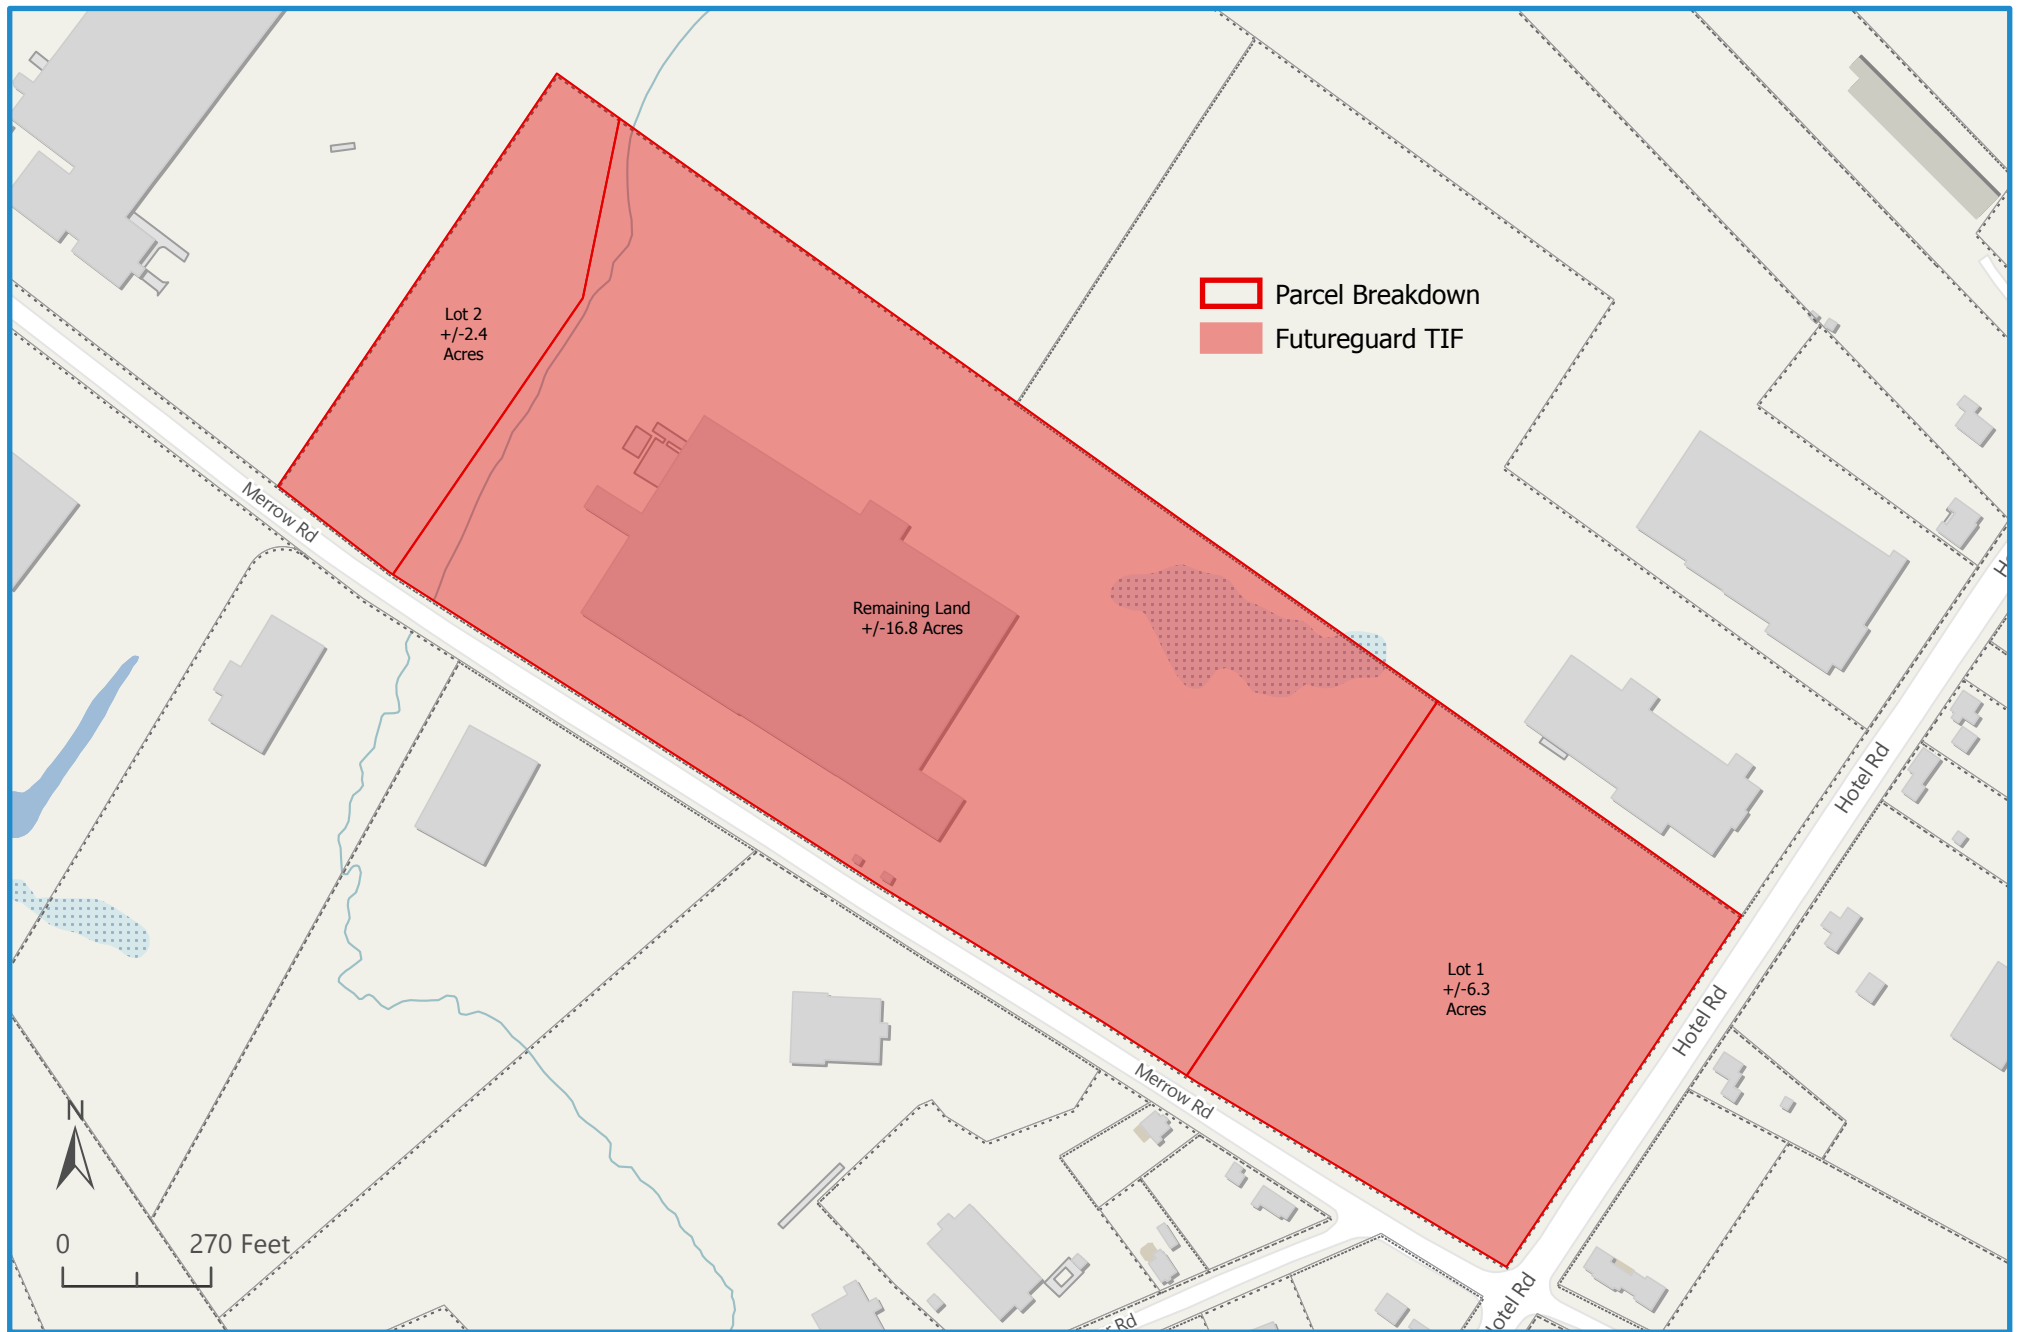 Parcel Breakdown
Futureguard TIF
Lot 2
+/-2.4
Acres
Merrow Rd
Remaining Land
+/-16.8 Acres
Hotel Rd
Lot 1
+/-6.3
Acres
Hotel Rd
Merrow Rd
N
0 270 Feet
Hotel Rd
Rd
H